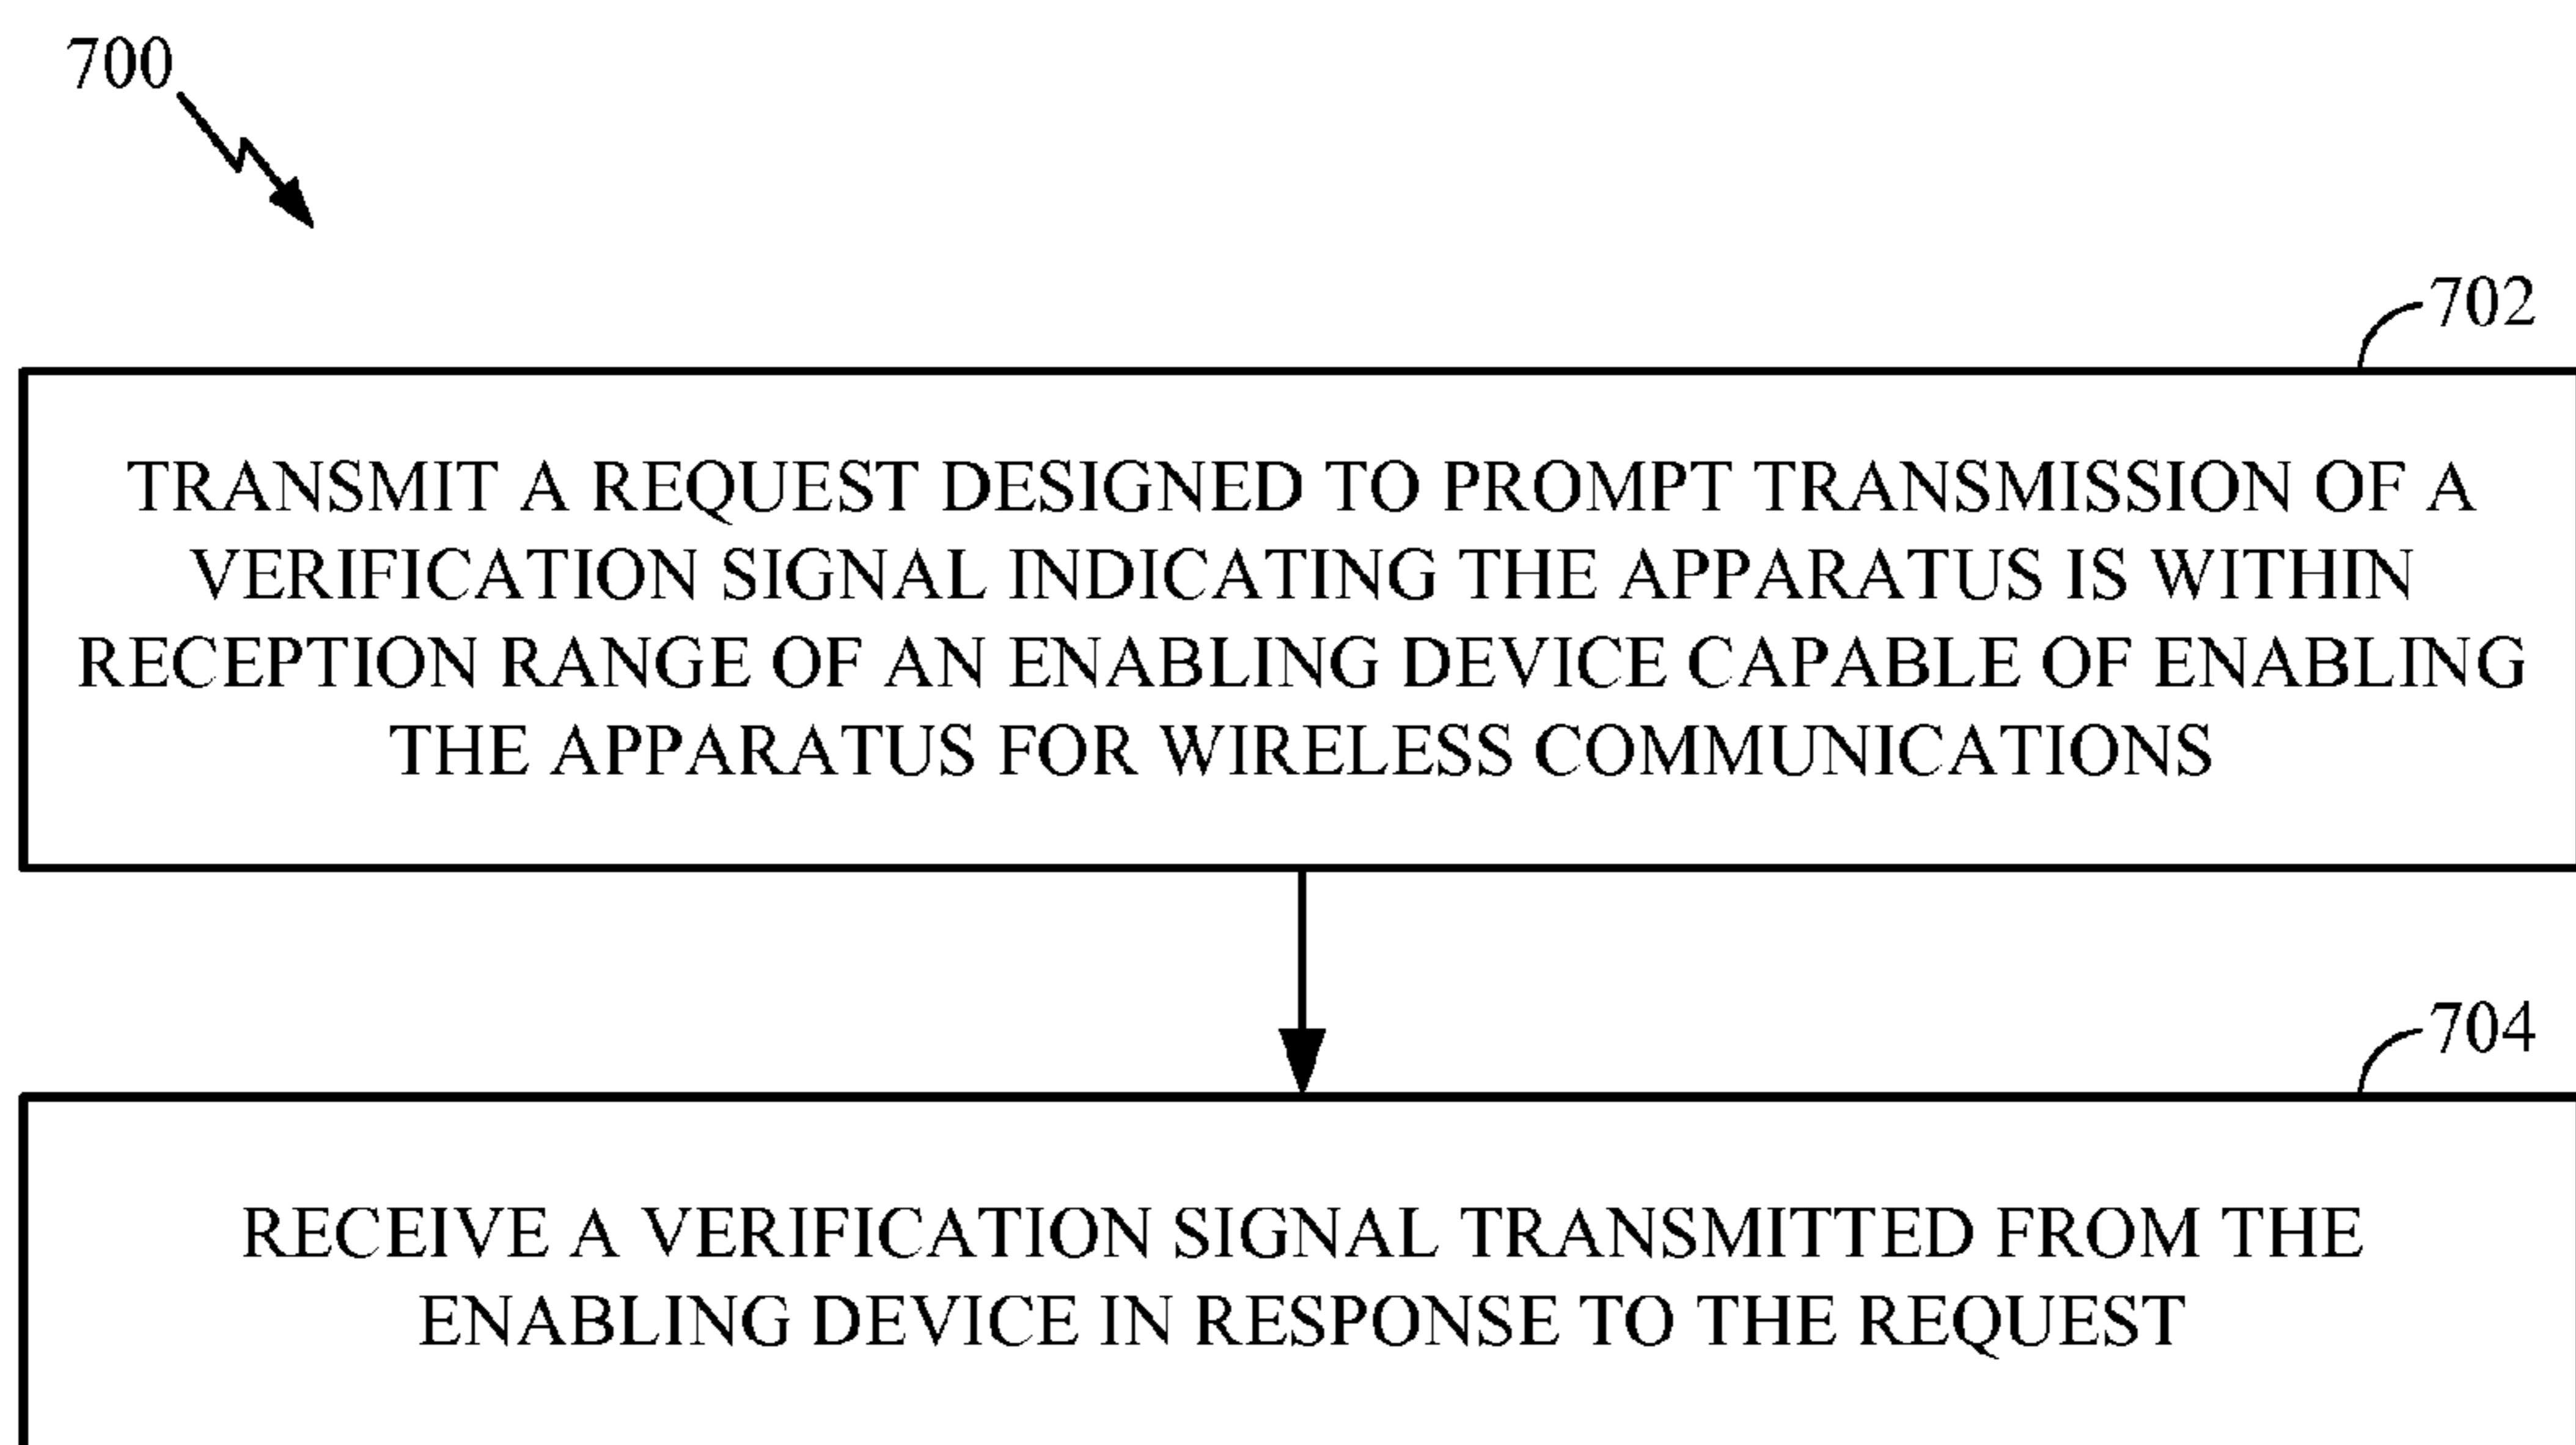 700
702
TRANSMIT A REQUEST DESIGNED TO PROMPT TRANSMISSION OF A
VERIFICATION SIGNAL INDICATING THE APPARATUS IS WITHIN
RECEPTION RANGE OF AN ENABLING DEVICE CAPABLE OF ENABLING
THE APPARATUS FOR WIRELESS COMMUNICATIONS
704
RECEIVE A VERIFICATION SIGNAL TRANSMITTED FROM THE
ENABLING DEVICE IN RESPONSE TO THE REQUEST